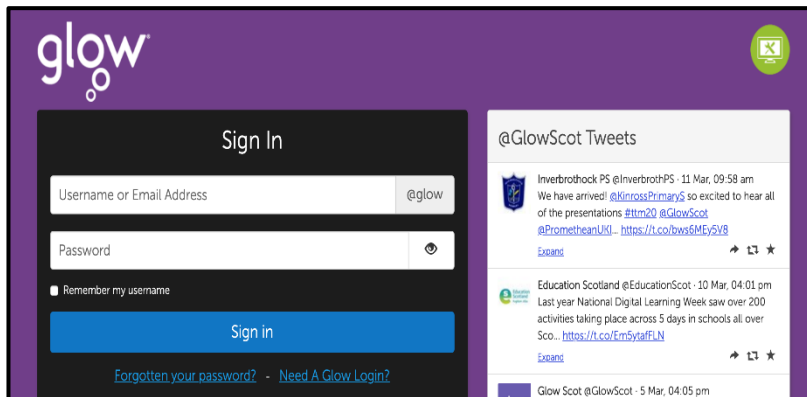 glow
Sign In
Username or Email Address
@glow
Password
Remember my username
Sign in
Forgotten your password? - Need A Glow Login?
@GlowScot Tweets
Inverbrothock PS @InverbrothPS · 11 Mar, 09:58 am
We have arrived! @KinrossPrimaryS so excited to hear all
of the presentations #ttm20 @GlowScot
@PrometheanUKI... https://t.co/bws6MEy5V8
Expand
Education Scotland @EducationScot · 10 Mar, 04:01 pm
Last year National Digital Learning Week saw over 200
activities taking place across 5 days in schools all over
Sco... https://t.co/Em5ytafFLN
Expand
Glow Scot @GlowScot · 5 Mar, 04:05 pm